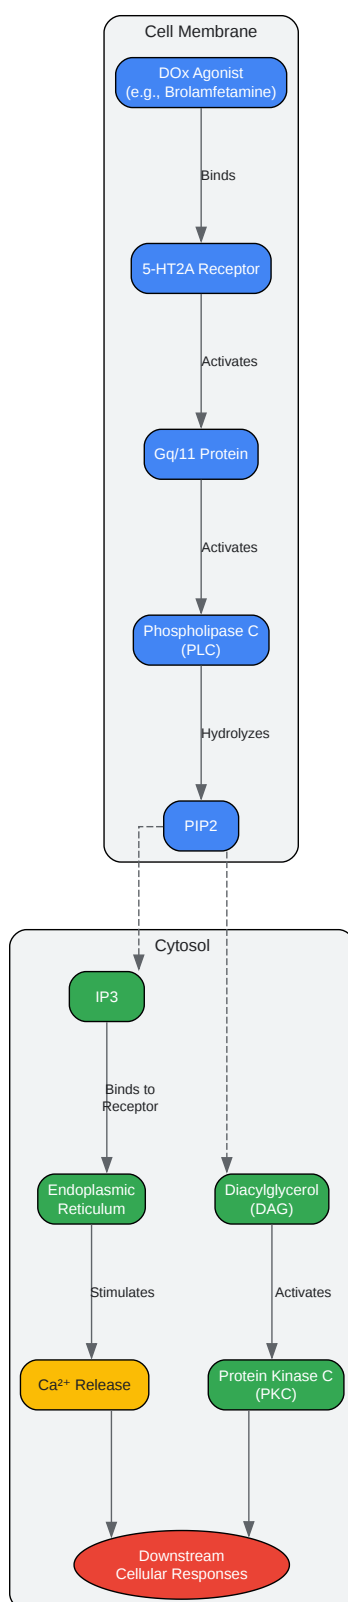 Cell Membrane
DOx Agonist
(e.g., Brolamfetamine)
Binds
5-HT2A Receptor
Activates
Gq/11 Protein
Activates
Phospholipase C
(PLC)
Hydrolyzes
PIP2
Cytosol
IP3
Binds to
Receptor
Endoplasmic
Reticulum
Diacylglycerol
(DAG)
Stimulates
Activates
Ca²⁺ Release
Protein Kinase C
(PKC)
Downstream
Cellular Responses